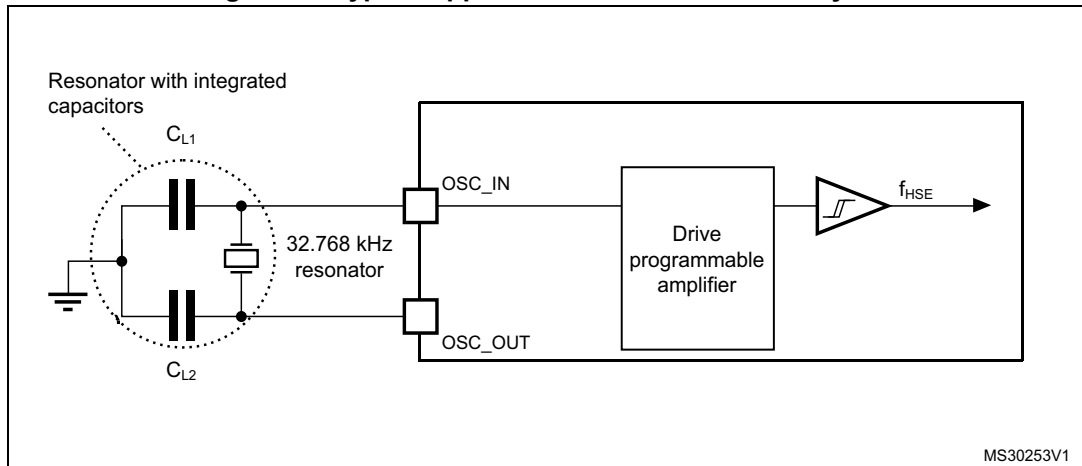 Resonator with integrated
capacitors
CL1
OSC_IN
fHSE
32.768 kHz
resonator
Drive
programmable
amplifier
OSC_OUT
CL2
MS30253V1